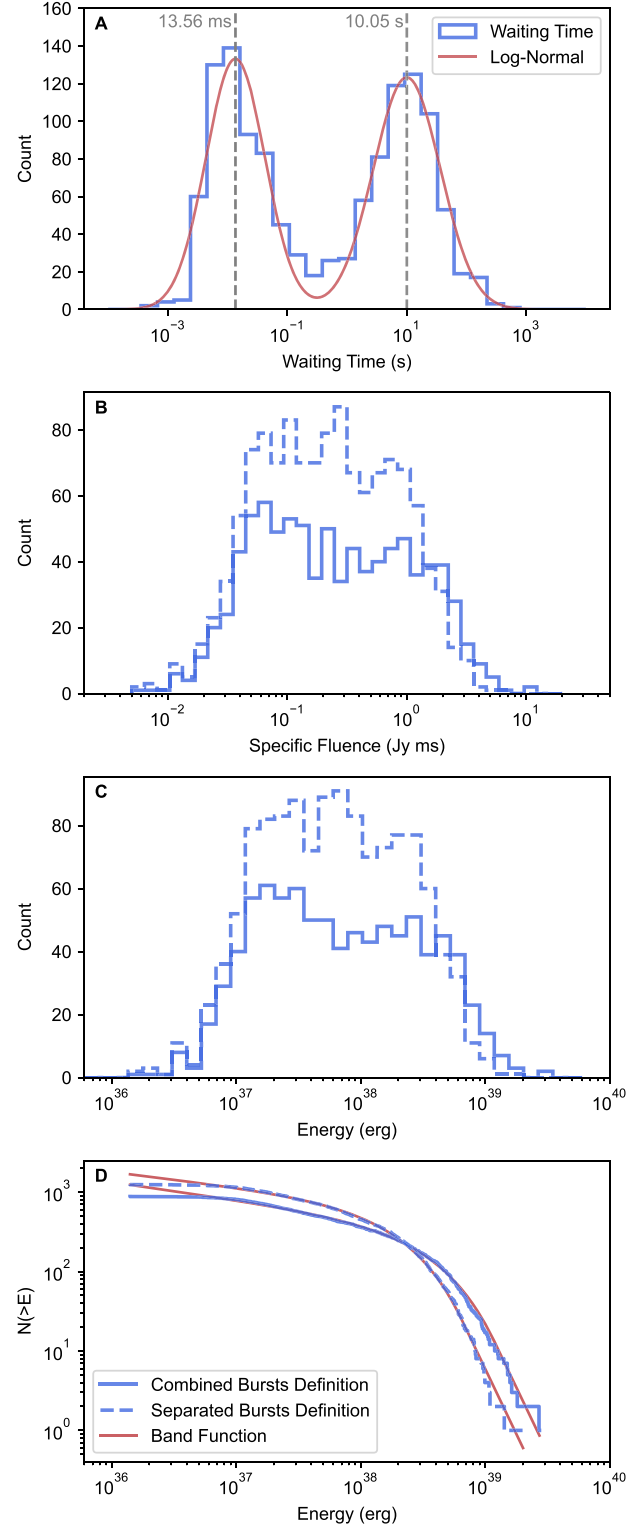 A
13.56 ms
10.05 s
Waiting Time
Log-Normal
160
140
120
100
80
60
40
20
0
Count
10⁻³
10⁻¹
10¹
10³
Waiting Time (s)
B
80
60
40
20
0
Count
10⁻²
10⁻¹
10⁰
10¹
Specific Fluence (Jy ms)
C
80
60
40
20
0
Count
10³⁶
10³⁷
10³⁸
10³⁹
10⁴⁰
Energy (erg)
D
10³
10²
10¹
10⁰
N(>E)
Combined Bursts Definition
Separated Bursts Definition
Band Function
10³⁶
10³⁷
10³⁸
10³⁹
10⁴⁰
Energy (erg)